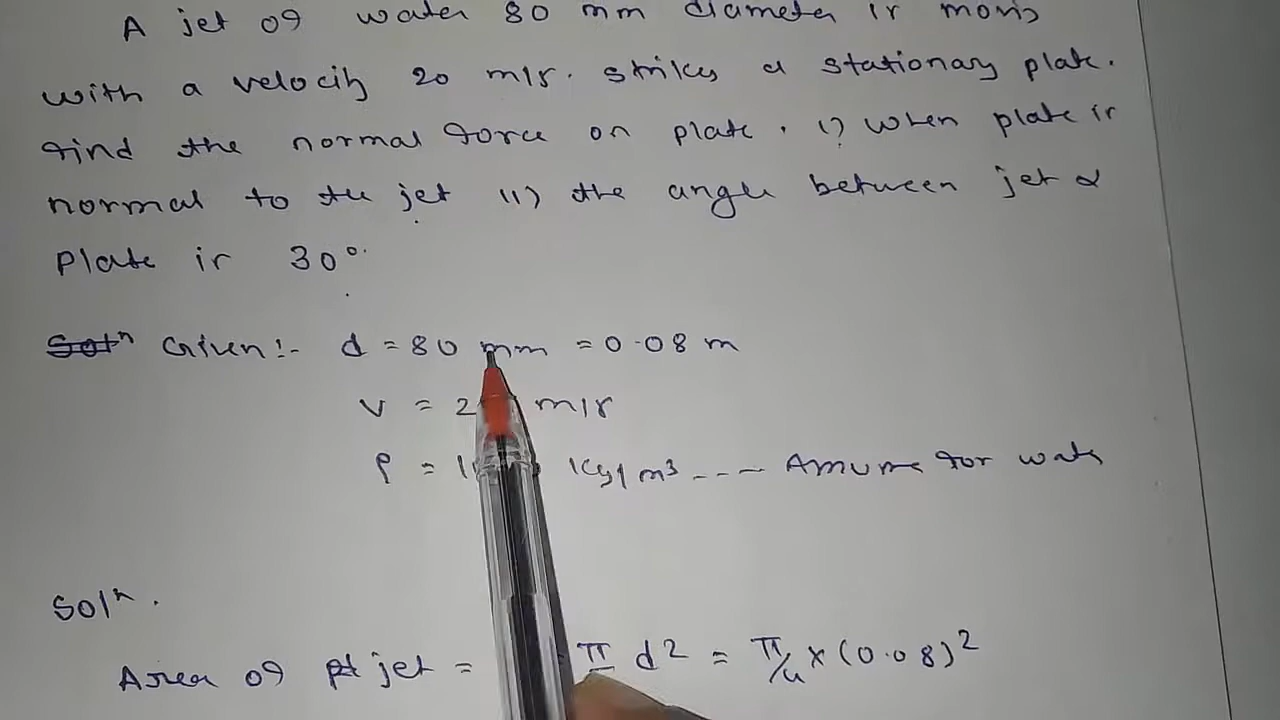 A jet of water 80 mm diameter is moving
with a velocity 20 m/s. strikes a stationary plate.
find the normal force on plate. i) when plate is
normal to the jet ii) the angle between jet &
plate is 30°.
Soln Given:- d = 80 mm = 0.08 m
V = 2 m/s
ρ = 1 Kg/m³ ---- Assume for water
Soln.
Area of jet = π d² = π/4 × (0.08)²